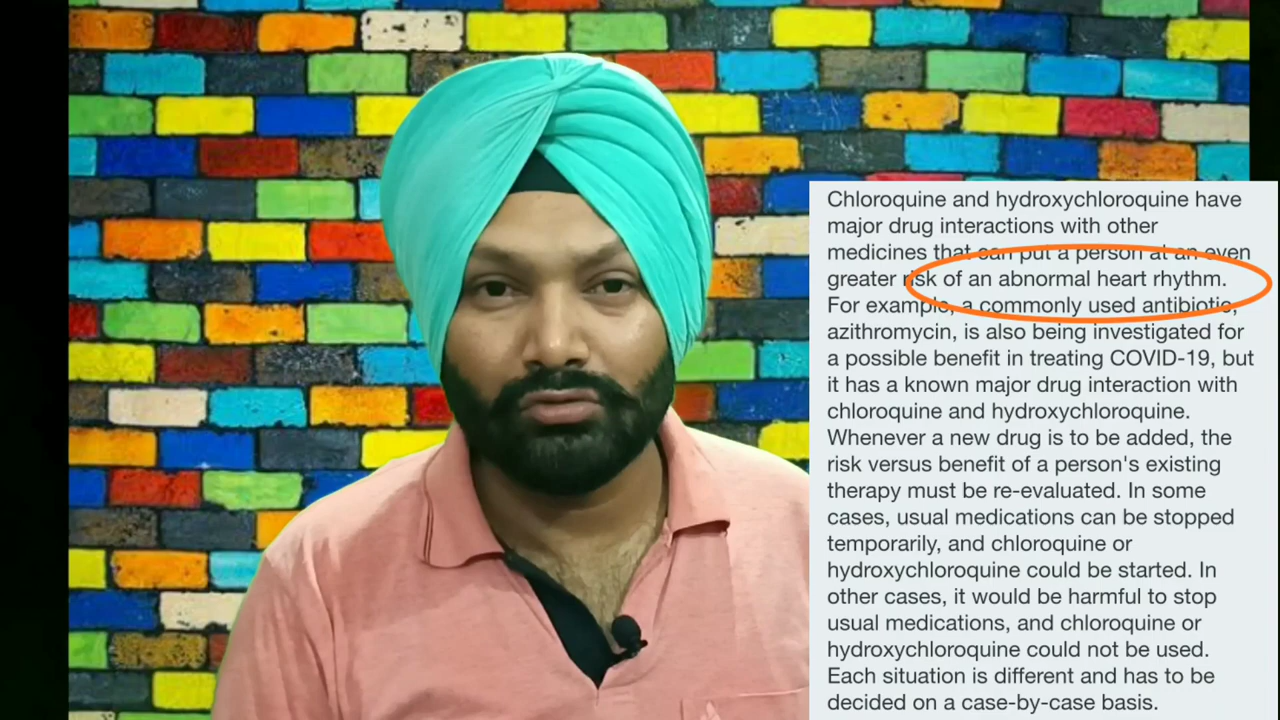 Chloroquine and hydroxychloroquine have
major drug interactions with other
medicines that can put a person at an even
greater risk of an abnormal heart rhythm.
For example, a commonly used antibiotic,
azithromycin, is also being investigated for
a possible benefit in treating COVID-19, but
it has a known major drug interaction with
chloroquine and hydroxychloroquine.
Whenever a new drug is to be added, the
risk versus benefit of a person's existing
therapy must be re-evaluated. In some
cases, usual medications can be stopped
temporarily, and chloroquine or
hydroxychloroquine could be started. In
other cases, it would be harmful to stop
usual medications, and chloroquine or
hydroxychloroquine could not be used.
Each situation is different and has to be
decided on a case-by-case basis.